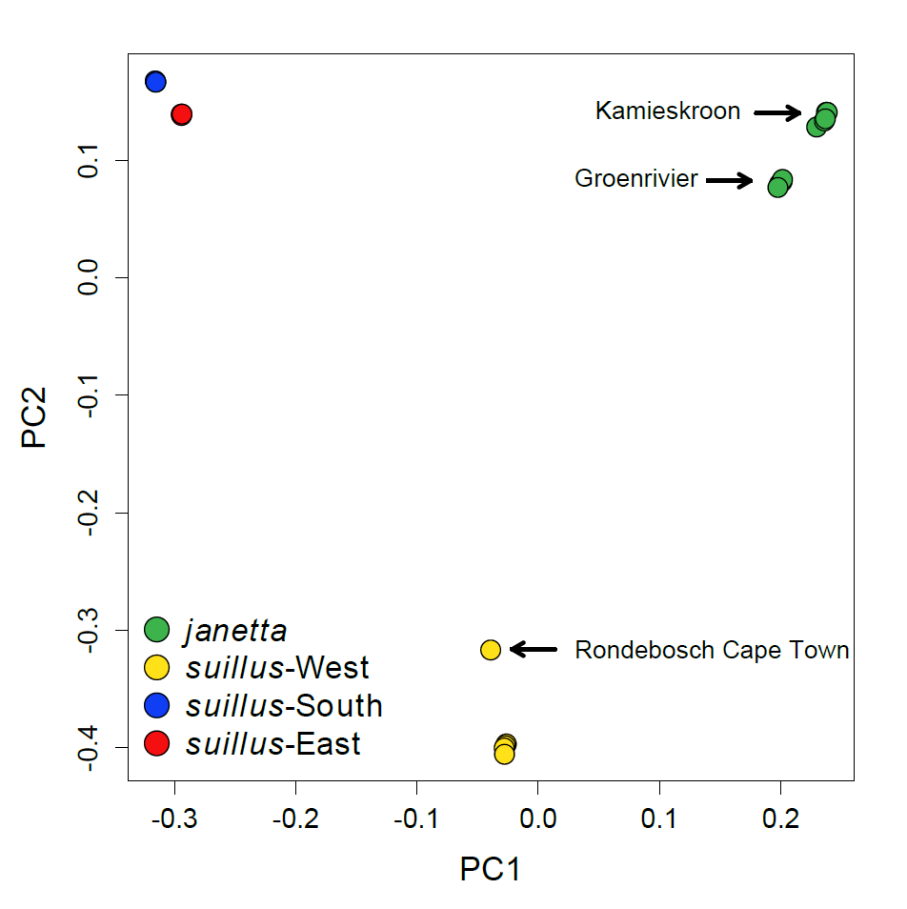 Kamieskroon
Groenrivier
Rondebosch Cape Town
janetta
suillus-West
suillus-South
suillus-East
PC2
0.1
0.0
-0.1
-0.2
-0.3
-0.4
-0.3
-0.2
-0.1
0.0
0.1
0.2
PC1